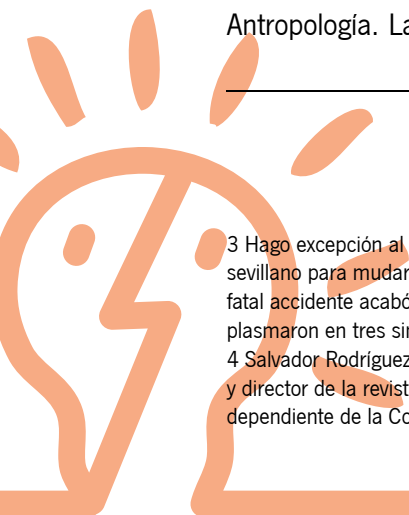 Antropología. La
3 Hago excepción al
sevillano para mudar
fatal accidente acabó
plasmaron en tres sir
4 Salvador Rodríguez
y director de la revist
dependiente de la Co